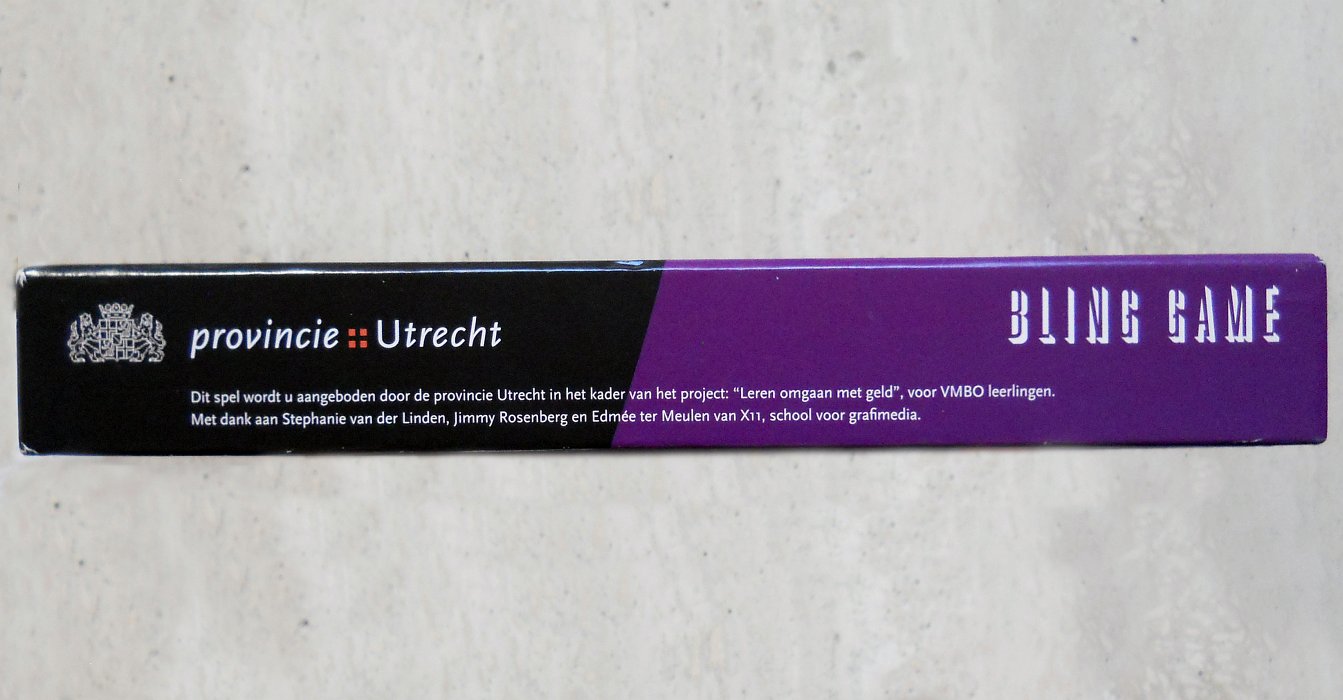 provincie :: Utrecht
BLING GAME
Dit spel wordt u aangeboden door de provincie Utrecht in het kader van het project: “Leren omgaan met geld”, voor VMBO leerlingen.
Met dank aan Stephanie van der Linden, Jimmy Rosenberg en Edmée ter Meulen van X11, school voor grafimedia.